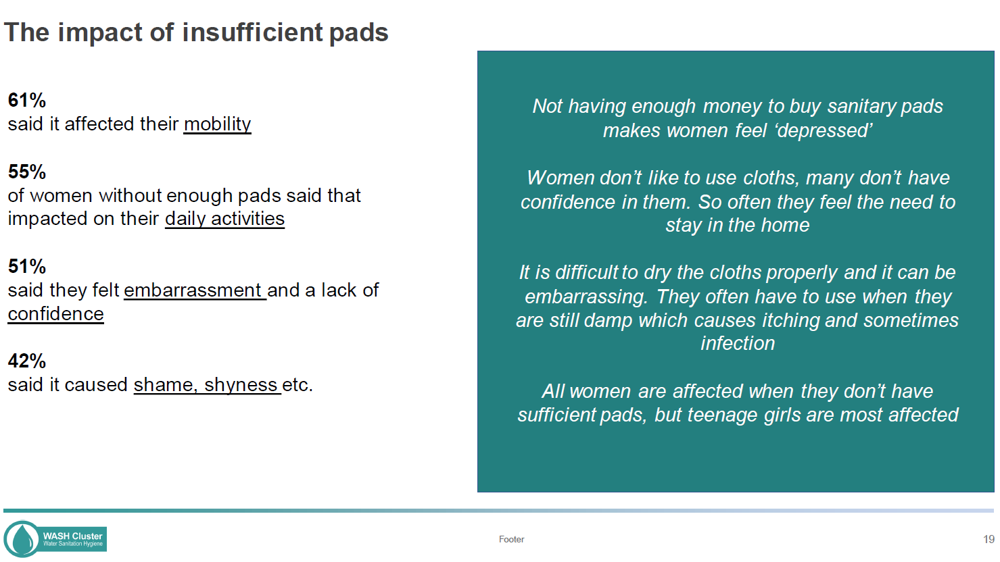 The impact of insufficient pads
61%
said it affected their mobility
55%
of women without enough pads said that
impacted on their daily activities
51%
said they felt embarrassment and a lack of
confidence
42%
said it caused shame, shyness etc.
Not having enough money to buy sanitary pads
makes women feel ‘depressed’
Women don’t like to use cloths, many don’t have
confidence in them. So often they feel the need to
stay in the home
It is difficult to dry the cloths properly and it can be
embarrassing. They often have to use when they
are still damp which causes itching and sometimes
infection
All women are affected when they don’t have
sufficient pads, but teenage girls are most affected
WASH Cluster
Water Sanitation Hygiene
Footer
19